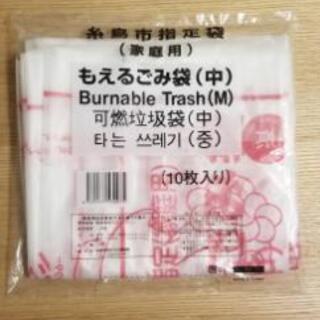 糸島市指定袋
(家庭用)
もえるごみ袋(中)
Burnable Trash(M)
可燃垃圾袋(中)
타는 쓰레기(중)
(10枚入り)